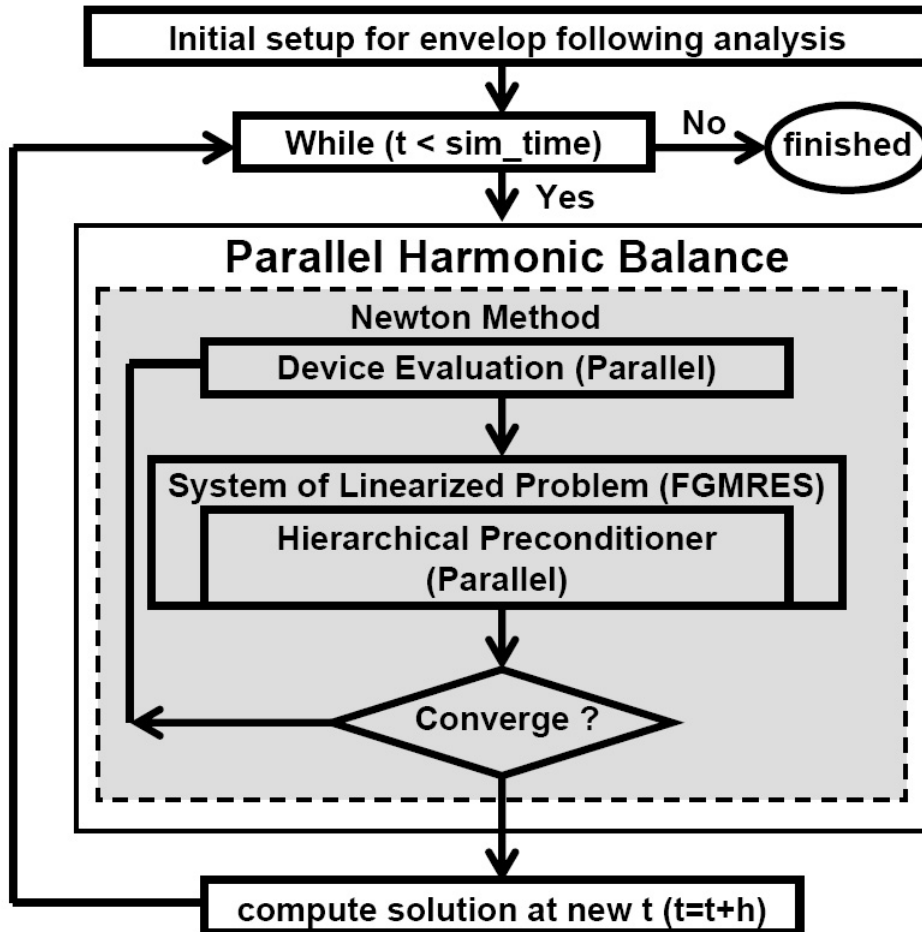 Initial setup for envelop following analysis
While (t < sim_time)
No
finished
Yes
Parallel Harmonic Balance
Newton Method
Device Evaluation (Parallel)
System of Linearized Problem (FGMRES)
Hierarchical Preconditioner
(Parallel)
Converge ?
compute solution at new t (t=t+h)